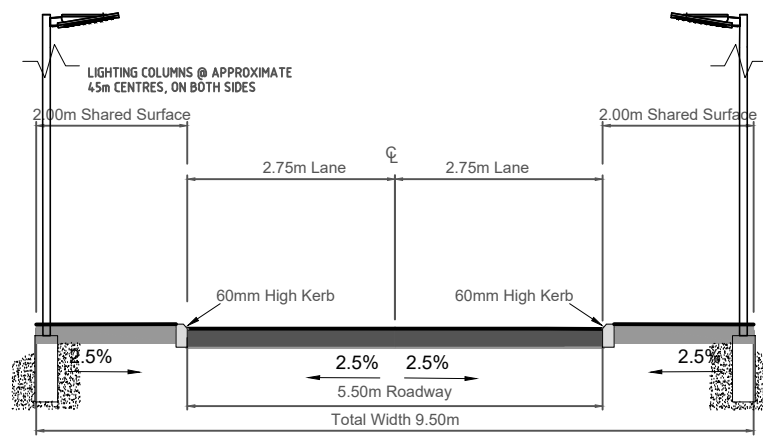 LIGHTING COLUMNS @ APPROXIMATE
45m CENTRES, ON BOTH SIDES
2.00m Shared Surface
2.00m Shared Surface
℄
2.75m Lane
2.75m Lane
60mm High Kerb
60mm High Kerb
2.5%
2.5%
2.5%
2.5%
5.50m Roadway
Total Width 9.50m